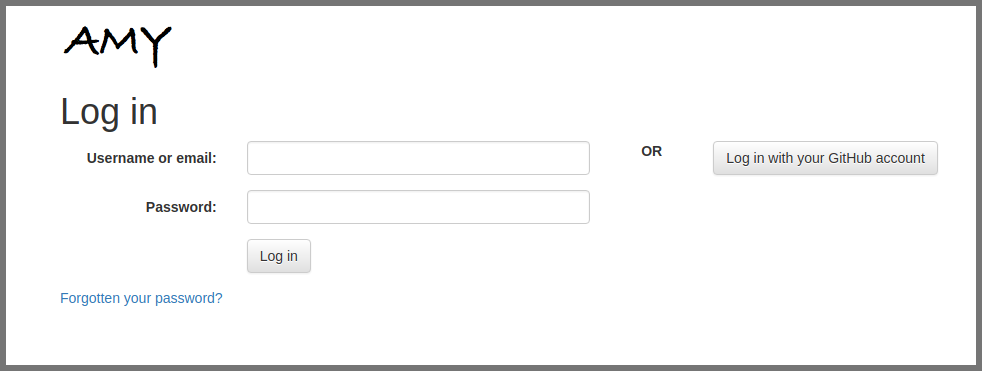 AMY
Log in
Username or email:
OR
Log in with your GitHub account
Password:
Log in
Forgotten your password?